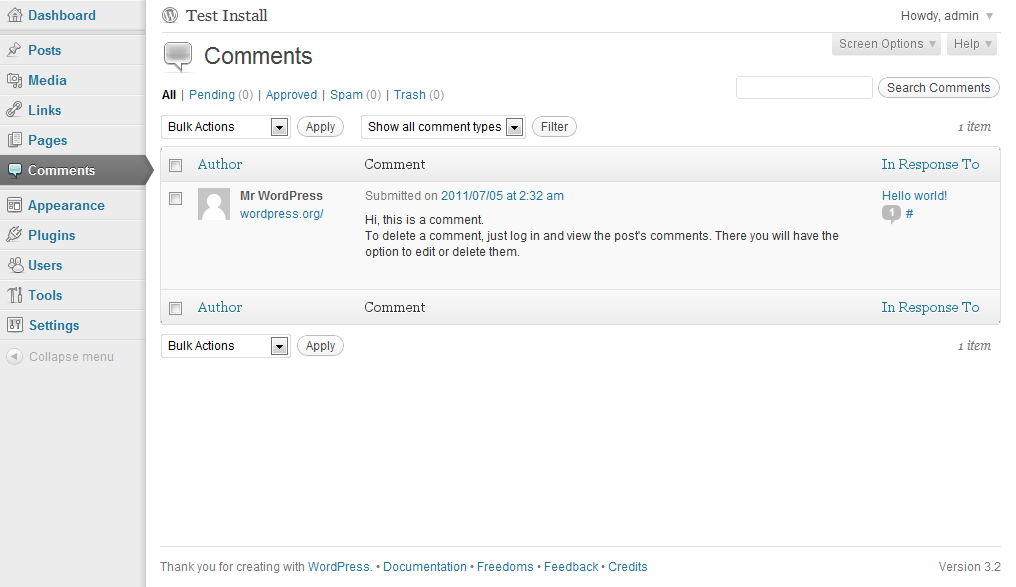 Test Install
Howdy, admin
Screen Options
Help
Dashboard
Posts
Media
Links
Pages
Comments
Appearance
Plugins
Users
Tools
Settings
Collapse menu
Comments
All | Pending (0) | Approved | Spam (0) | Trash (0)
Search Comments
Bulk Actions
Apply
Show all comment types
Filter
1 item
Author
Comment
In Response To
Mr WordPress
wordpress.org/
Submitted on 2011/07/05 at 2:32 am
Hi, this is a comment.
To delete a comment, just log in and view the post's comments. There you will have the
option to edit or delete them.
Hello world!
1 #
Author
Comment
In Response To
Bulk Actions
Apply
1 item
Thank you for creating with WordPress. • Documentation • Freedoms • Feedback • Credits
Version 3.2